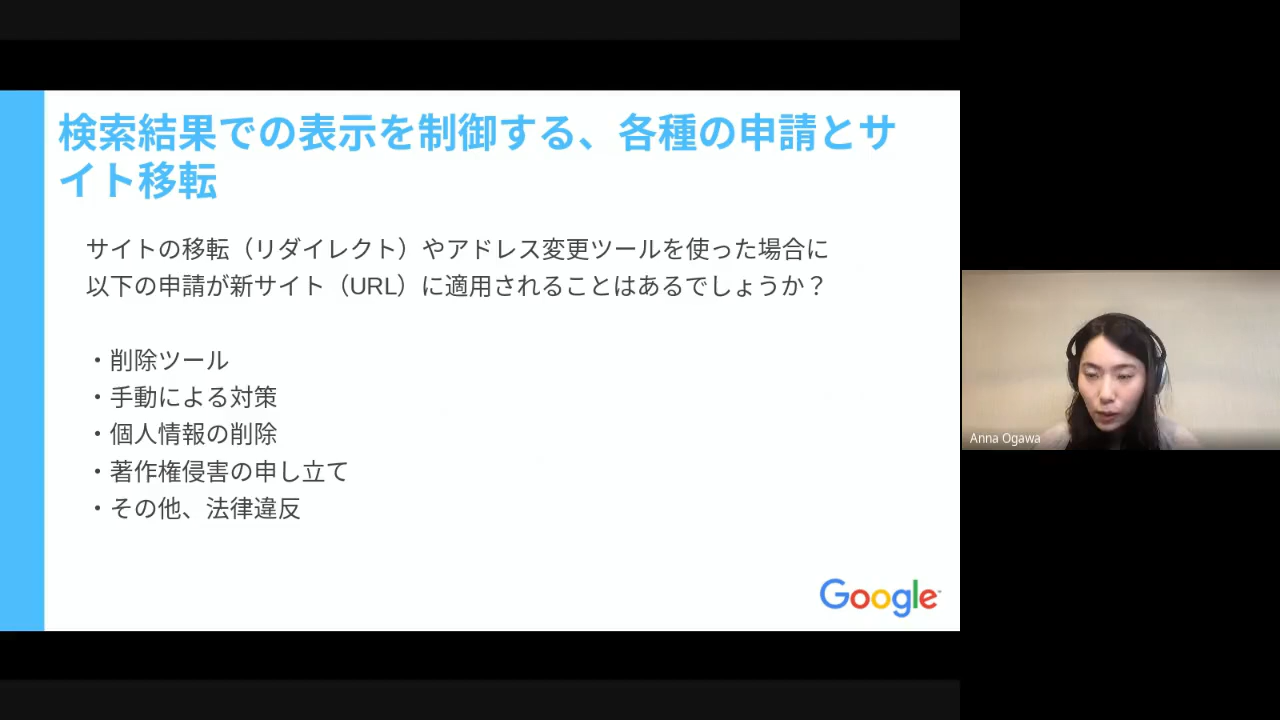 検索結果での表示を制御する、各種の申請とサ
イト移転
サイトの移転（リダイレクト）やアドレス変更ツールを使った場合に
以下の申請が新サイト（URL）に適用されることはあるでしょうか？
・削除ツール
・手動による対策
・個人情報の削除
・著作権侵害の申し立て
・その他、法律違反
Google
Anna Ogawa